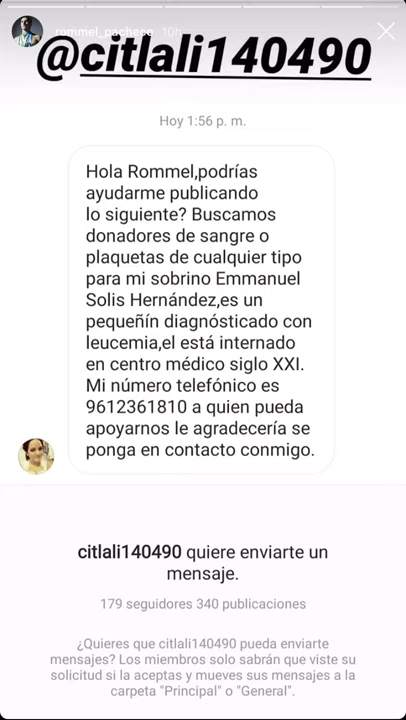 rommel_pacheco 10h
@citlali140490
Hoy 1:56 p. m.
Hola Rommel,podrías
ayudarme publicando
lo siguiente? Buscamos
donadores de sangre o
plaquetas de cualquier tipo
para mi sobrino Emmanuel
Solis Hernández,es un
pequeñín diagnósticado con
leucemia,el está internado
en centro médico siglo XXI.
Mi número telefónico es
9612361810 a quien pueda
apoyarnos le agradecería se
ponga en contacto conmigo.
citlali140490 quiere enviarte un
mensaje.
179 seguidores 340 publicaciones
¿Quieres que citlali140490 pueda enviarte
mensajes? Los miembros solo sabrán que viste su
solicitud si la aceptas y mueves sus mensajes a la
carpeta "Principal" o "General".